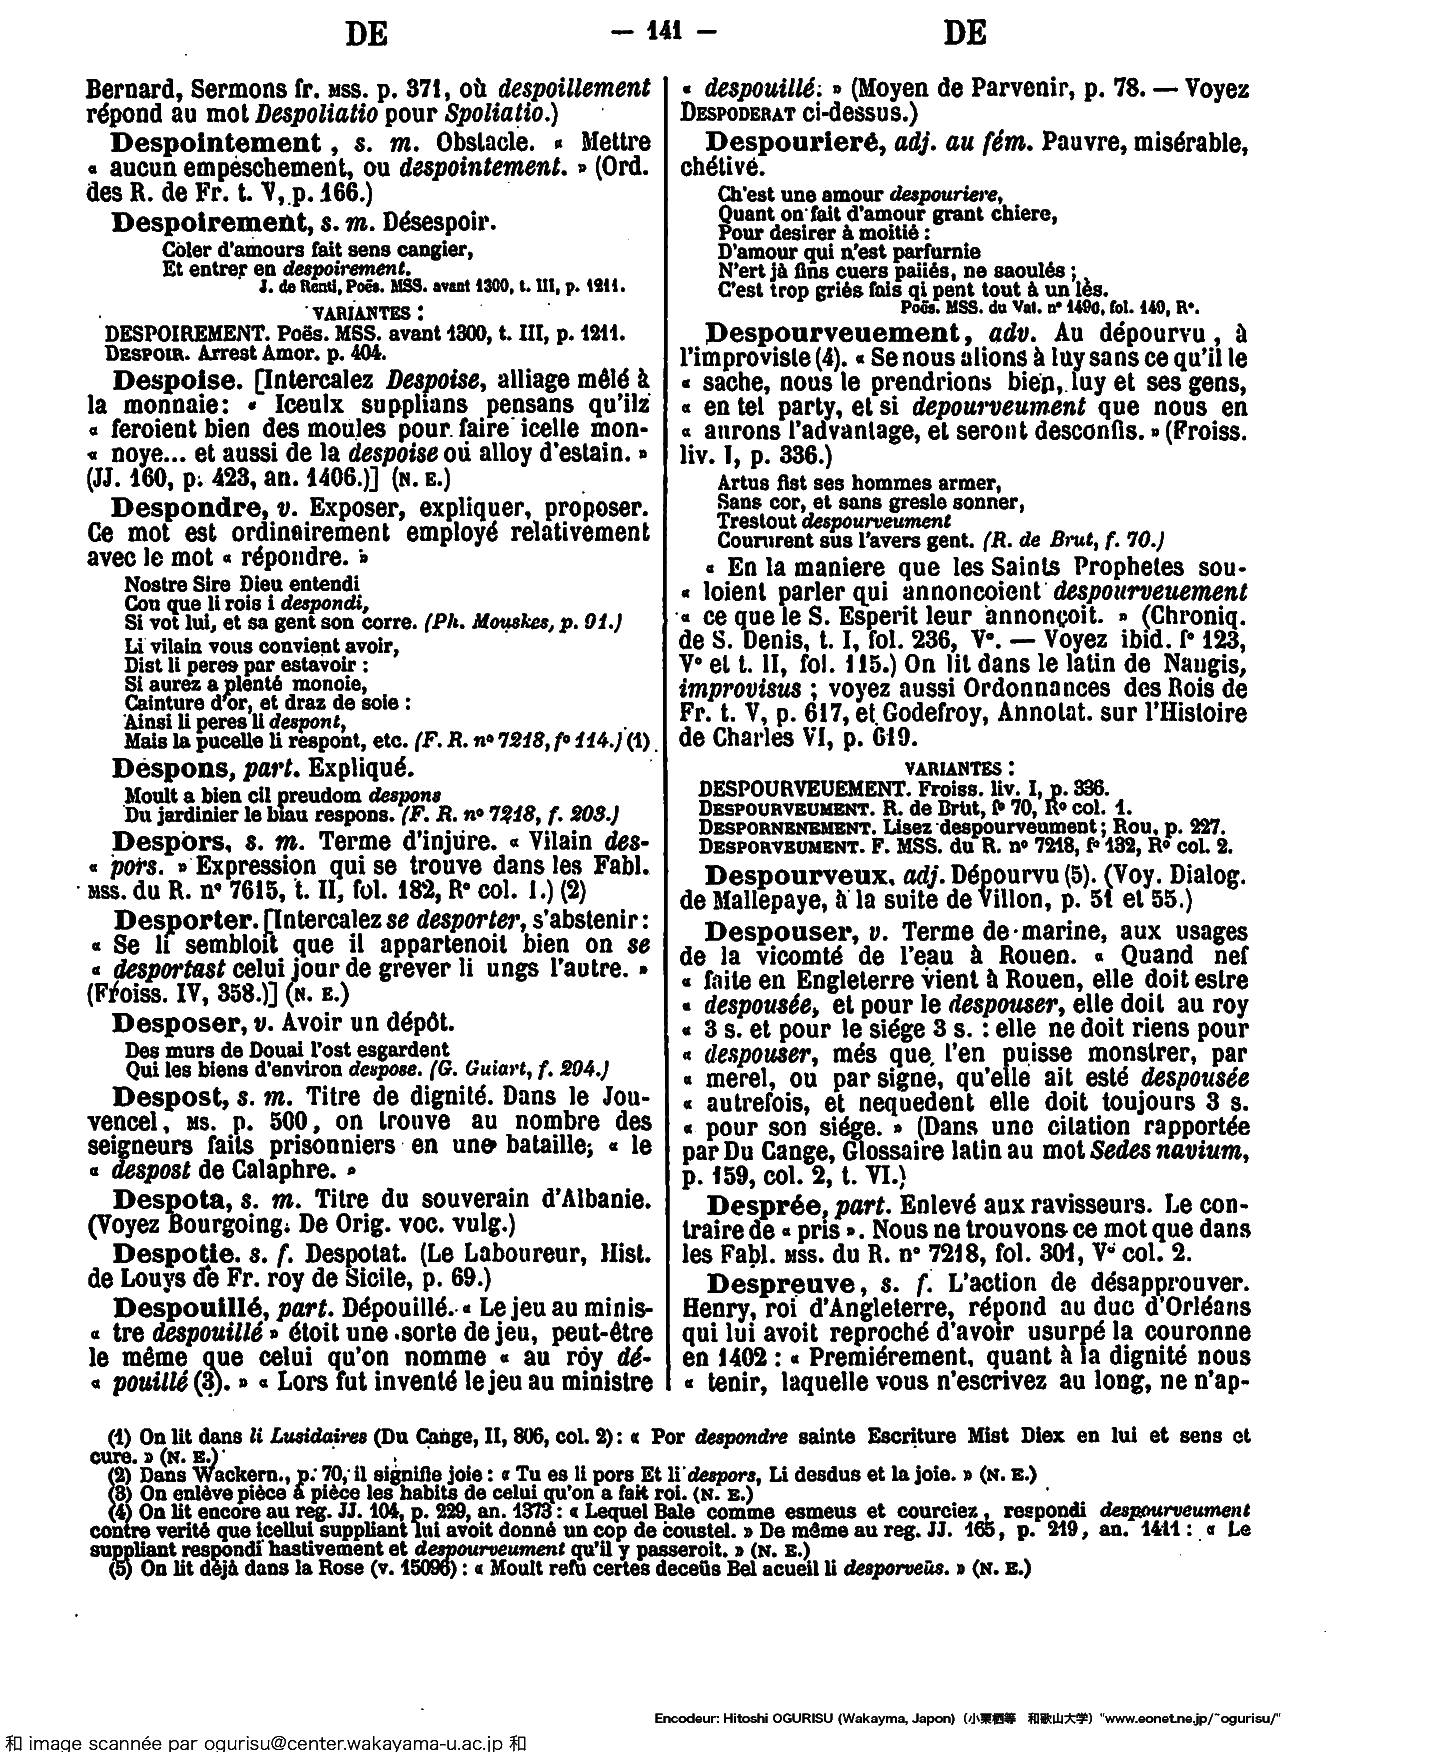 DE — 141 — DE
Bernard, Sermons fr. MSS. p. 371, où despoillement
répond au mot Despoliatio pour Spoliatio.)
Despointement, s. m. Obstacle. « Mettre
« aucun empeschement, ou despointement. » (Ord.
des R. de Fr. t. V, p. 166.)
Despoirement, s. m. Désespoir.
Coler d'amours fait sens cangier,
Et entrer en despoirement.
J. de Renti, Poës. MSS. avant 1300, t. III, p. 1211.
VARIANTES :
DESPOIREMENT. Poës. MSS. avant 1300, t. III, p. 1211.
DESPOIR. Arrest Amor. p. 404.
Despoise. [Intercalez Despoise, alliage mêlé à
la monnaie: « Iceulx supplians pensans qu'ilz
« feroient bien des moules pour faire icelle mon-
« noye... et aussi de la despoise ou alloy d'estain. »
(JJ. 160, p. 423, an. 1406.)] (N. E.)
Despondre, v. Exposer, expliquer, proposer.
Ce mot est ordinairement employé relativement
avec le mot « répondre. »
Nostre Sire Dieu entendi
Cou que li rois i despondi,
Si vot lui, et sa gent son corre. (Ph. Mouskes, p. 91.)
Li vilain vous convient avoir,
Dist li peres par estavoir :
Si aurez a plenté monoie,
Cainture d'or, et draz de soie :
Ainsi li peres li despont,
Mais la pucelle li respont, etc. (F. R. nº 7218, fº 114.) (1)
Despons, part. Expliqué.
Moult a bien cil preudom despons
Du jardinier le biau respons. (F. R. nº 7218, f. 203.)
Despors, s. m. Terme d'injure. « Vilain des-
« pors. » Expression qui se trouve dans les Fabl.
MSS. du R. nº 7615, t. II, fol. 182, Rº col. 1.) (2)
Desporter. [Intercalez se desporter, s'abstenir :
« Se li sembloit que il appartenoit bien on se
« desportast celui jour de grever li ungs l'autre. »
(Froiss. IV, 358.)] (N. E.)
Desposer, v. Avoir un dépôt.
Des murs de Douai l'ost esgardent
Qui les biens d'environ despose. (G. Guiart, f. 204.)
Despost, s. m. Titre de dignité. Dans le Jou-
vencel, MS. p. 500, on trouve au nombre des
seigneurs faits prisonniers en une bataille; « le
« despost de Calaphre. »
Despota, s. m. Titre du souverain d'Albanie.
(Voyez Bourgoing. De Orig. voc. vulg.)
Despotie. s. f. Despotat. (Le Laboureur, Hist.
de Louys de Fr. roy de Sicile, p. 69.)
Despouillé, part. Dépouillé. « Le jeu au minis-
« tre despouillé » étoit une sorte de jeu, peut-être
le même que celui qu'on nomme « au roy dé-
« pouillé (3). » « Lors fut inventé le jeu au ministre
« despouillé. » (Moyen de Parvenir, p. 78. — Voyez
DESPODERAT ci-dessus.)
Despourieré, adj. au fém. Pauvre, misérable,
chétive.
Ch'est une amour despouriere,
Quant on fait d'amour grant chiere,
Pour desirer à moitié :
D'amour qui n'est parfurnie
N'ert jà fins cuers paiiés, ne saoulés ;
C'est trop griés fais qi pent tout à un lès.
Poës. MSS. du Vat. nº 1490, fol. 140, Rº.
Despourveuement, adv. Au dépourvu, à
l'improviste (4). « Se nous alions à luy sans ce qu'il le
« sache, nous le prendrions bien, luy et ses gens,
« en tel party, et si depourveument que nous en
« aurons l'advantage, et seront desconfis. » (Froiss.
liv. I, p. 336.)
Artus fist ses hommes armer,
Sans cor, et sans gresle sonner,
Trestout despourveument
Coururent sus l'avers gent. (R. de Brut, f. 70.)
« En la maniere que les Saints Prophetes sou-
« loient parler qui annoncoient despourveuement
« ce que le S. Esperit leur annonçoit. » (Chroniq.
de S. Denis, t. I, fol. 236, Vº. — Voyez ibid. fº 123,
Vº et t. II, fol. 115.) On lit dans le latin de Naugis,
improvisus ; voyez aussi Ordonnances des Rois de
Fr. t. V, p. 617, et Godefroy, Annotat. sur l'Histoire
de Charles VI, p. 619.
VARIANTES :
DESPOURVEUEMENT. Froiss. liv. I, p. 336.
DESPOURVEUMENT. R. de Brut, fº 70, Rº col. 1.
DESPORNENEMENT. Lisez despourveument ; Rou, p. 227.
DESPORVEUMENT. F. MSS. du R. nº 7218, fº 132, Rº col. 2.
Despourveux, adj. Dépourvu (5). (Voy. Dialog.
de Mallepaye, à la suite de Villon, p. 51 et 55.)
Despouser, v. Terme de marine, aux usages
de la vicomté de l'eau à Rouen. « Quand nef
« faite en Engleterre vient à Rouen, elle doit estre
« despousée, et pour le despouser, elle doit au roy
« 3 s. et pour le siége 3 s. : elle ne doit riens pour
« despouser, més que l'en puisse monstrer, par
« merel, ou par signe, qu'elle ait esté despousée
« autrefois, et nequedent elle doit toujours 3 s.
« pour son siége. » (Dans une citation rapportée
par Du Cange, Glossaire latin au mot Sedes navium,
p. 159, col. 2, t. VI.)
Desprée, part. Enlevé aux ravisseurs. Le con-
traire de « pris ». Nous ne trouvons ce mot que dans
les Fabl. MSS. du R. nº 7218, fol. 301, Vº col. 2.
Despreuve, s. f. L'action de désapprouver.
Henry, roi d'Angleterre, répond au duc d'Orléans
qui lui avoit reproché d'avoir usurpé la couronne
en 1402 : « Premiérement, quant à la dignité nous
« tenir, laquelle vous n'escrivez au long, ne n'ap-
(1) On lit dans li Lusidaires (Du Cange, II, 806, col. 2) : « Por despondre sainte Escriture Mist Diex en lui et sens et
cure. » (N. E.)
(2) Dans Wackern., p. 70, il signifie joie : « Tu es li pors Et li despors, Li desdus et la joie. » (N. E.)
(3) On enlève pièce à pièce les habits de celui qu'on a fait roi. (N. E.)
(4) On lit encore au reg. JJ. 104, p. 229, an. 1373 : « Lequel Bale comme esmeus et courciez, respondi despourveument
contre verité que icellui suppliant lui avoit donné un cop de coustel. » De même au reg. JJ. 165, p. 219, an. 1411 : « Le
suppliant respondi hastivement et despourveument qu'il y passeroit. » (N. E.)
(5) On lit déjà dans la Rose (v. 15096) : « Moult refu certes deceüs Bel acueil li desporveüs. » (N. E.)
Encodeur: Hitoshi OGURISU (Wakayma, Japon) (小栗栖等 和歌山大学) "www.eonet.ne.jp/~ogurisu/"
和 image scannée par ogurisu@center.wakayama-u.ac.jp 和